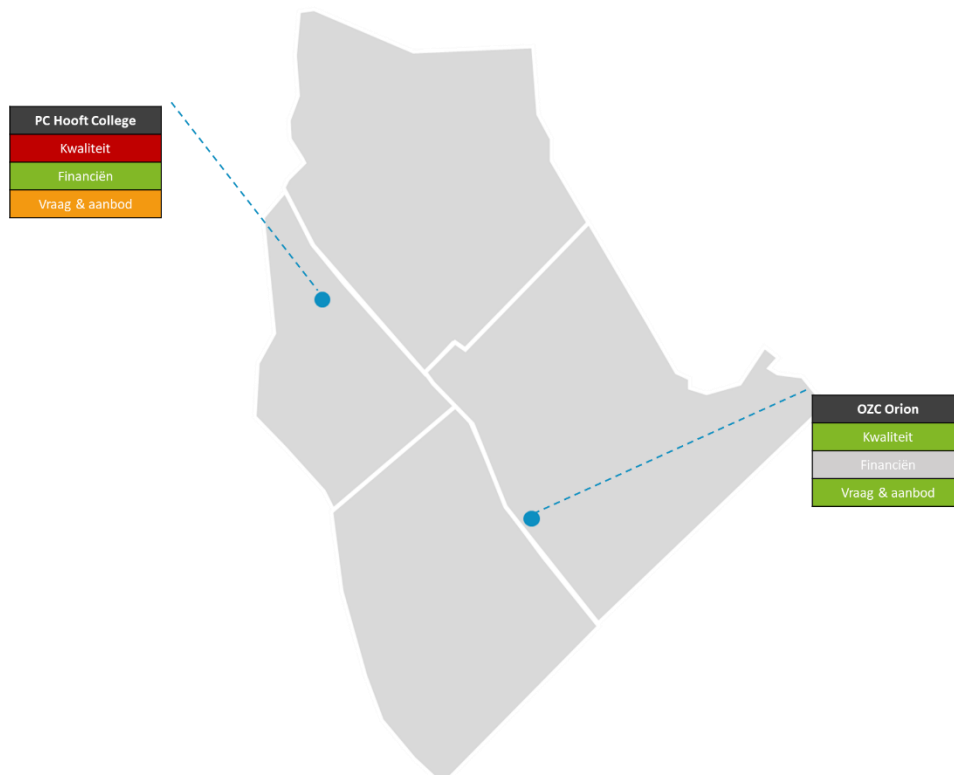 PC Hooft College
Kwaliteit
Financiën
Vraag & aanbod
OZC Orion
Kwaliteit
Financiën
Vraag & aanbod